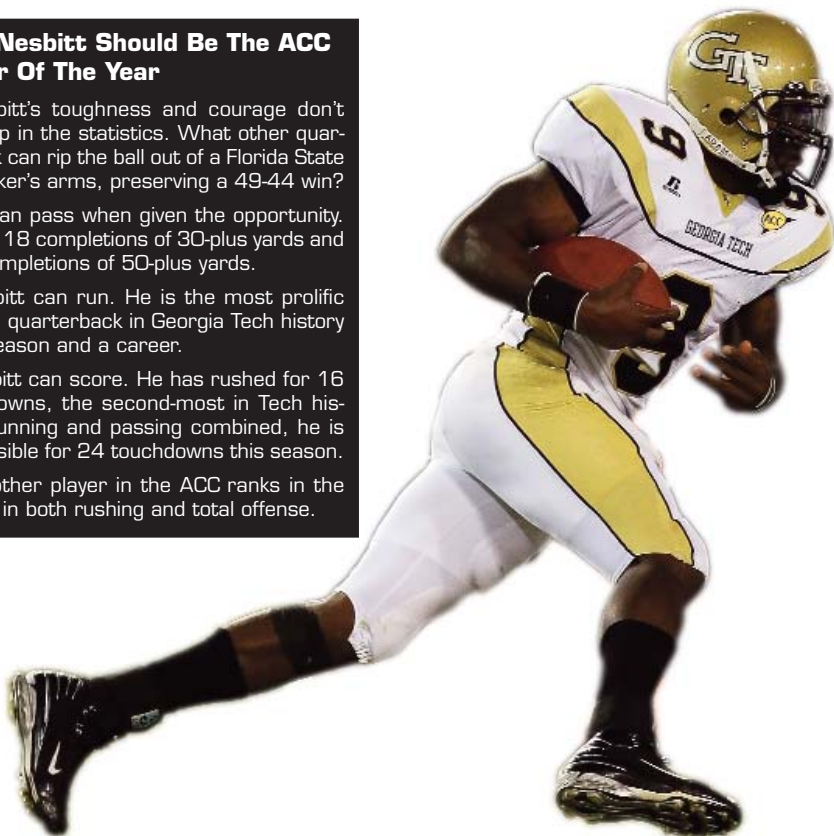 Nesbitt Should Be The ACC
r Of The Year
bitt's toughness and courage don't
p in the statistics. What other quar-
k can rip the ball out of a Florida State
ker's arms, preserving a 49-44 win?
an pass when given the opportunity.
18 completions of 30-plus yards and
mpletions of 50-plus yards.
bitt can run. He is the most prolific
quarterback in Georgia Tech history
eason and a career.
bitt can score. He has rushed for 16
owns, the second-most in Tech his-
unning and passing combined, he is
sible for 24 touchdowns this season.
other player in the ACC ranks in the
in both rushing and total offense.
GT
ADAMS
9
9
ACC
GEORGIA TECH
9